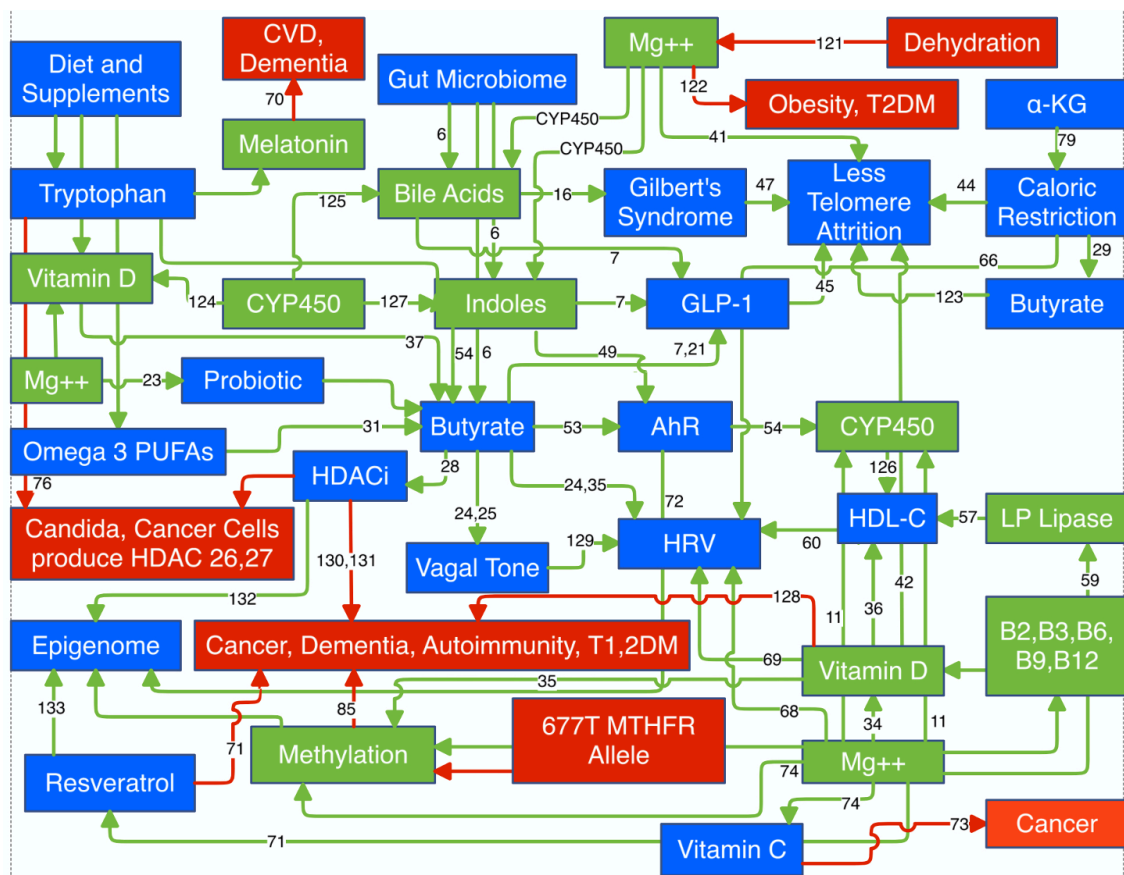 CVD,
Dementia
Mg++
121
Dehydration
Diet and
Supplements
Gut Microbiome
122
70
Obesity, T2DM
α-KG
CYP450
6
41
79
Melatonin
CYP450
Tryptophan
125
Bile Acids
16
Gilbert's
Syndrome
47
Less
Telomere
Attrition
44
Caloric
Restriction
6
7
66
29
Vitamin D
124
CYP450
127
Indoles
7
GLP-1
45
123
Butyrate
37
54
6
49
7,21
Mg++
23
Probiotic
Butyrate
53
AhR
54
CYP450
31
Omega 3 PUFAs
28
126
HDACi
76
24,35
72
Candida, Cancer Cells
produce HDAC 26,27
24,25
HDL-C
57
LP Lipase
129
HRV
60
130,131
Vagal Tone
42
59
132
128
36
11
Epigenome
Cancer, Dementia, Autoimmunity, T1,2DM
B2,B3,B6,
B9,B12
69
Vitamin D
35
133
85
68
34
11
677T MTHFR
Allele
71
Methylation
Resveratrol
74
Mg++
74
71
Vitamin C
73
Cancer